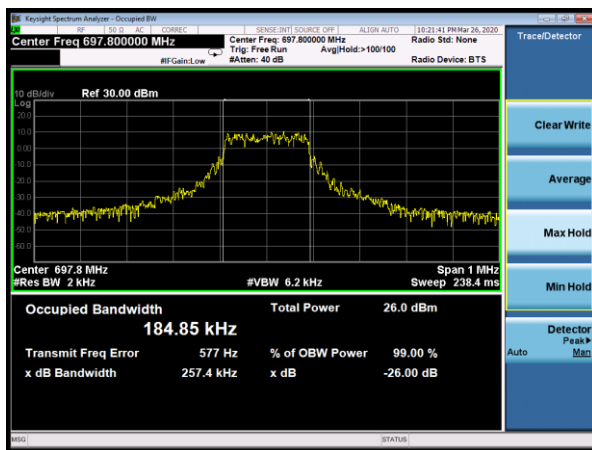 Keysight Spectrum Analyzer - Occupied BW
RF 50 Ω AC CORREC SENSE:INT SOURCE OFF ALIGN AUTO 10:21:41 PM Mar 26, 2020
Center Freq 697.800000 MHz
Center Freq: 697.800000 MHz Radio Std: None
Trig: Free Run Avg|Hold:>100/100
#IFGain:Low #Atten: 40 dB Radio Device: BTS
Trace/Detector
10 dB/div Ref 30.00 dBm
Log
20.0
10.0
0.00
-10.0
-20.0
-30.0
-40.0
-50.0
-60.0
Center 697.8 MHz Span 1 MHz
#Res BW 2 kHz #VBW 6.2 kHz Sweep 238.4 ms
Occupied Bandwidth Total Power 26.0 dBm
184.85 kHz
Transmit Freq Error 577 Hz % of OBW Power 99.00 %
x dB Bandwidth 257.4 kHz x dB -26.00 dB
Clear Write
Average
Max Hold
Min Hold
Detector
Peak▶
Auto Man
MSG STATUS